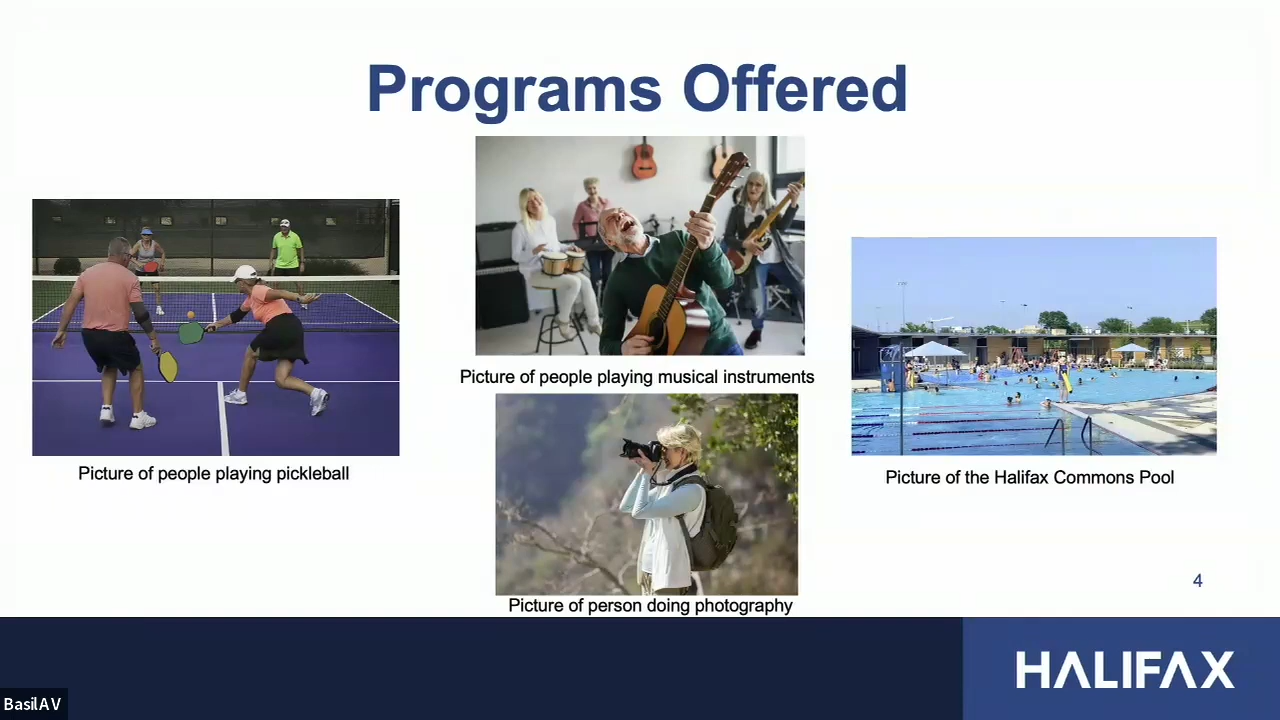 Programs Offered
Picture of people playing musical instruments
Picture of people playing pickleball
Picture of the Halifax Commons Pool
Picture of person doing photography
4
HALIFAX
BasilAV